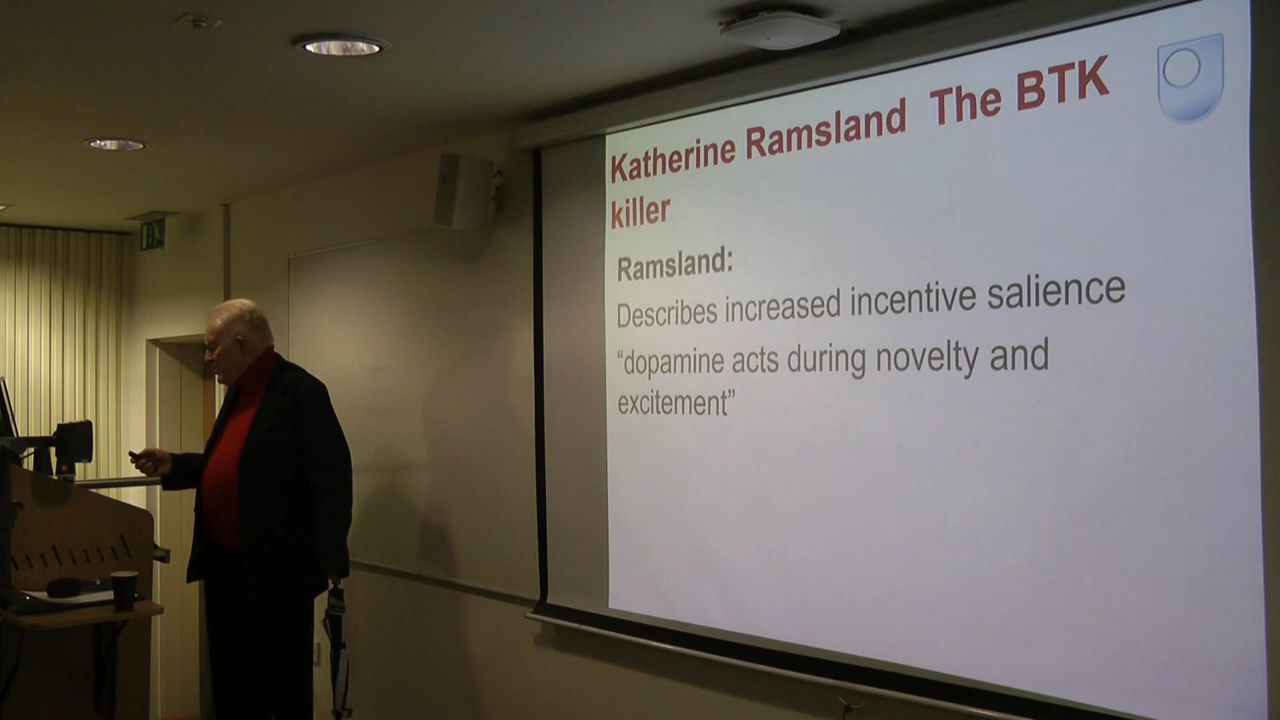 Katherine Ramsland The BTK
killer
Ramsland:
Describes increased incentive salience
“dopamine acts during novelty and
excitement”